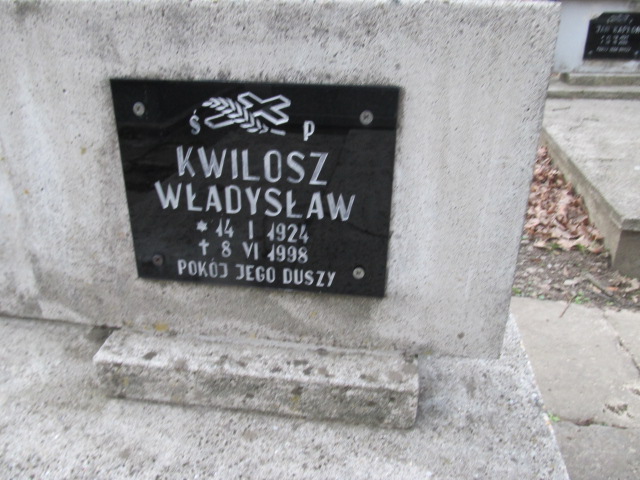 Ś P
KWILOSZ
WŁADYSŁAW
* 14 I 1924
✝ 8 VI 1998
POKÓJ JEGO DUSZY